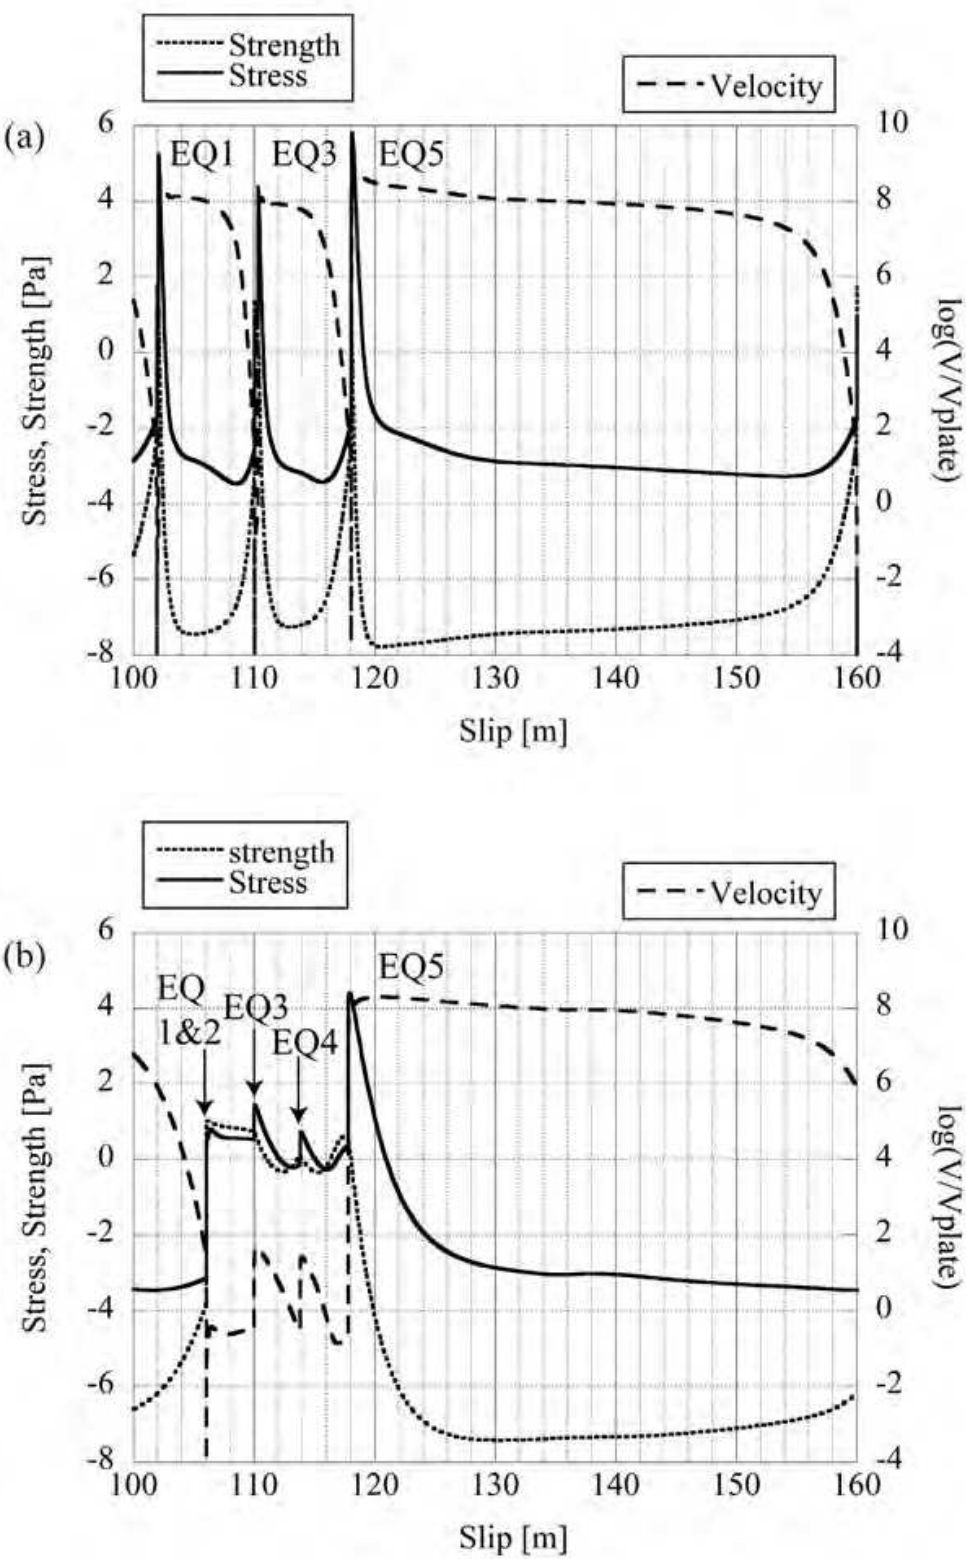 Strength
Stress
Velocity
(a)
6 10
EQ1 EQ3 EQ5
4 8
2 6
0 4
-2 2
-4 0
-6 -2
-8 -4
Stress, Strength [Pa]
log(V/Vplate)
100 110 120 130 140 150 160
Slip [m]
strength
Stress
Velocity
(b)
6 10
EQ5
EQ
1&2
EQ3
EQ4
4 8
2 6
0 4
-2 2
-4 0
-6 -2
-8 -4
Stress, Strength [Pa]
log(V/Vplate)
100 110 120 130 140 150 160
Slip [m]